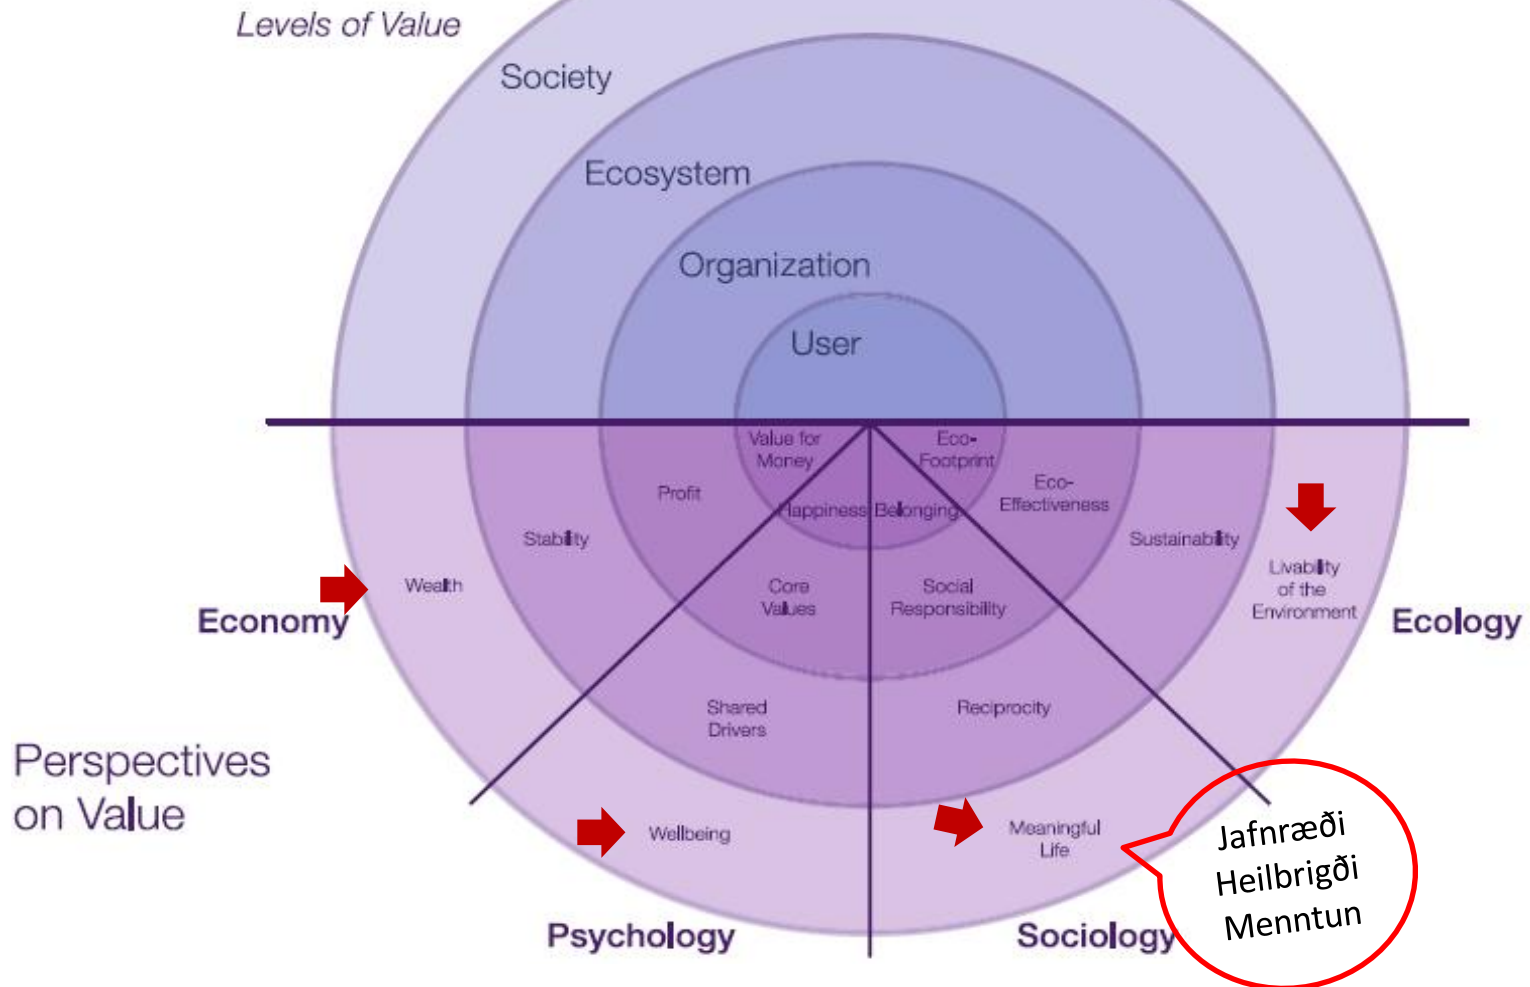 Levels of Value
Society
Ecosystem
Organization
User
Value for
Money
Eco-
Footprint
Profit
Happiness
Belonging
Eco-
Effectiveness
Stability
Sustainability
Wealth
Core
Values
Social
Responsibility
Livability
of the
Environment
Economy
Ecology
Shared
Drivers
Reciprocity
Perspectives
on Value
Wellbeing
Meaningful
Life
Jafnræði
Heilbrigði
Menntun
Psychology
Sociology